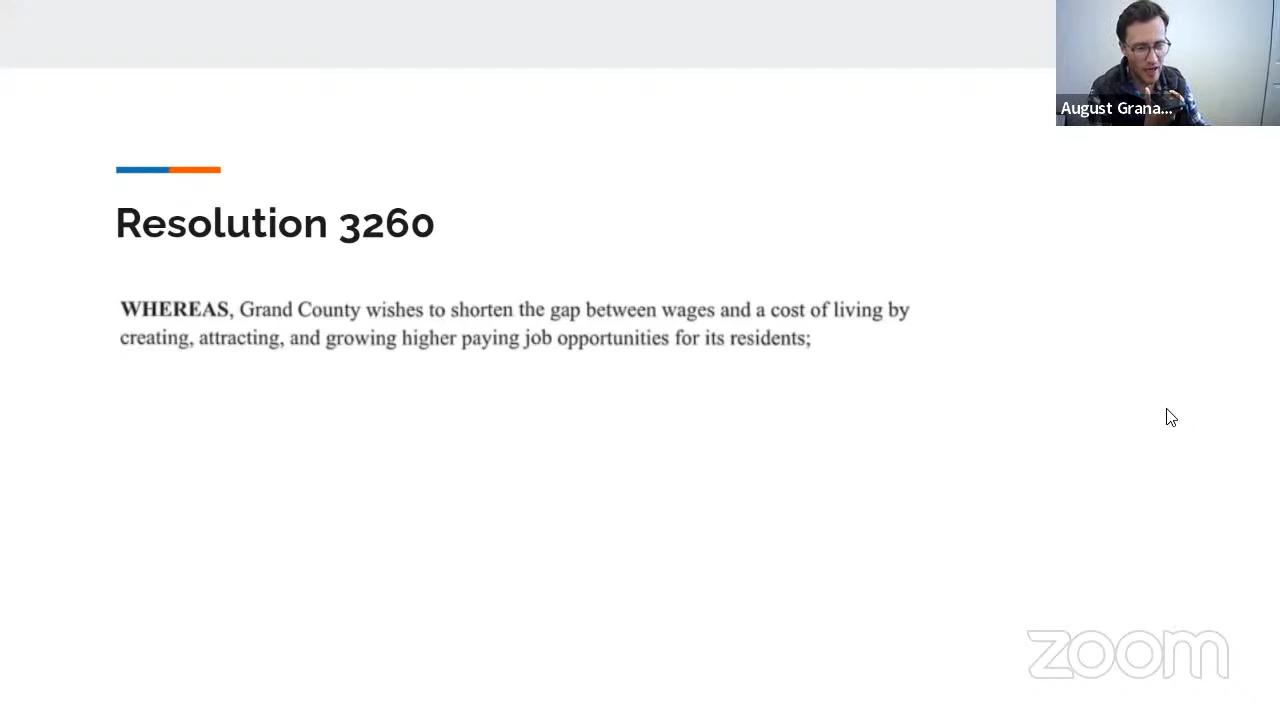 August Grana...
Resolution 3260
WHEREAS, Grand County wishes to shorten the gap between wages and a cost of living by
creating, attracting, and growing higher paying job opportunities for its residents;
zoom